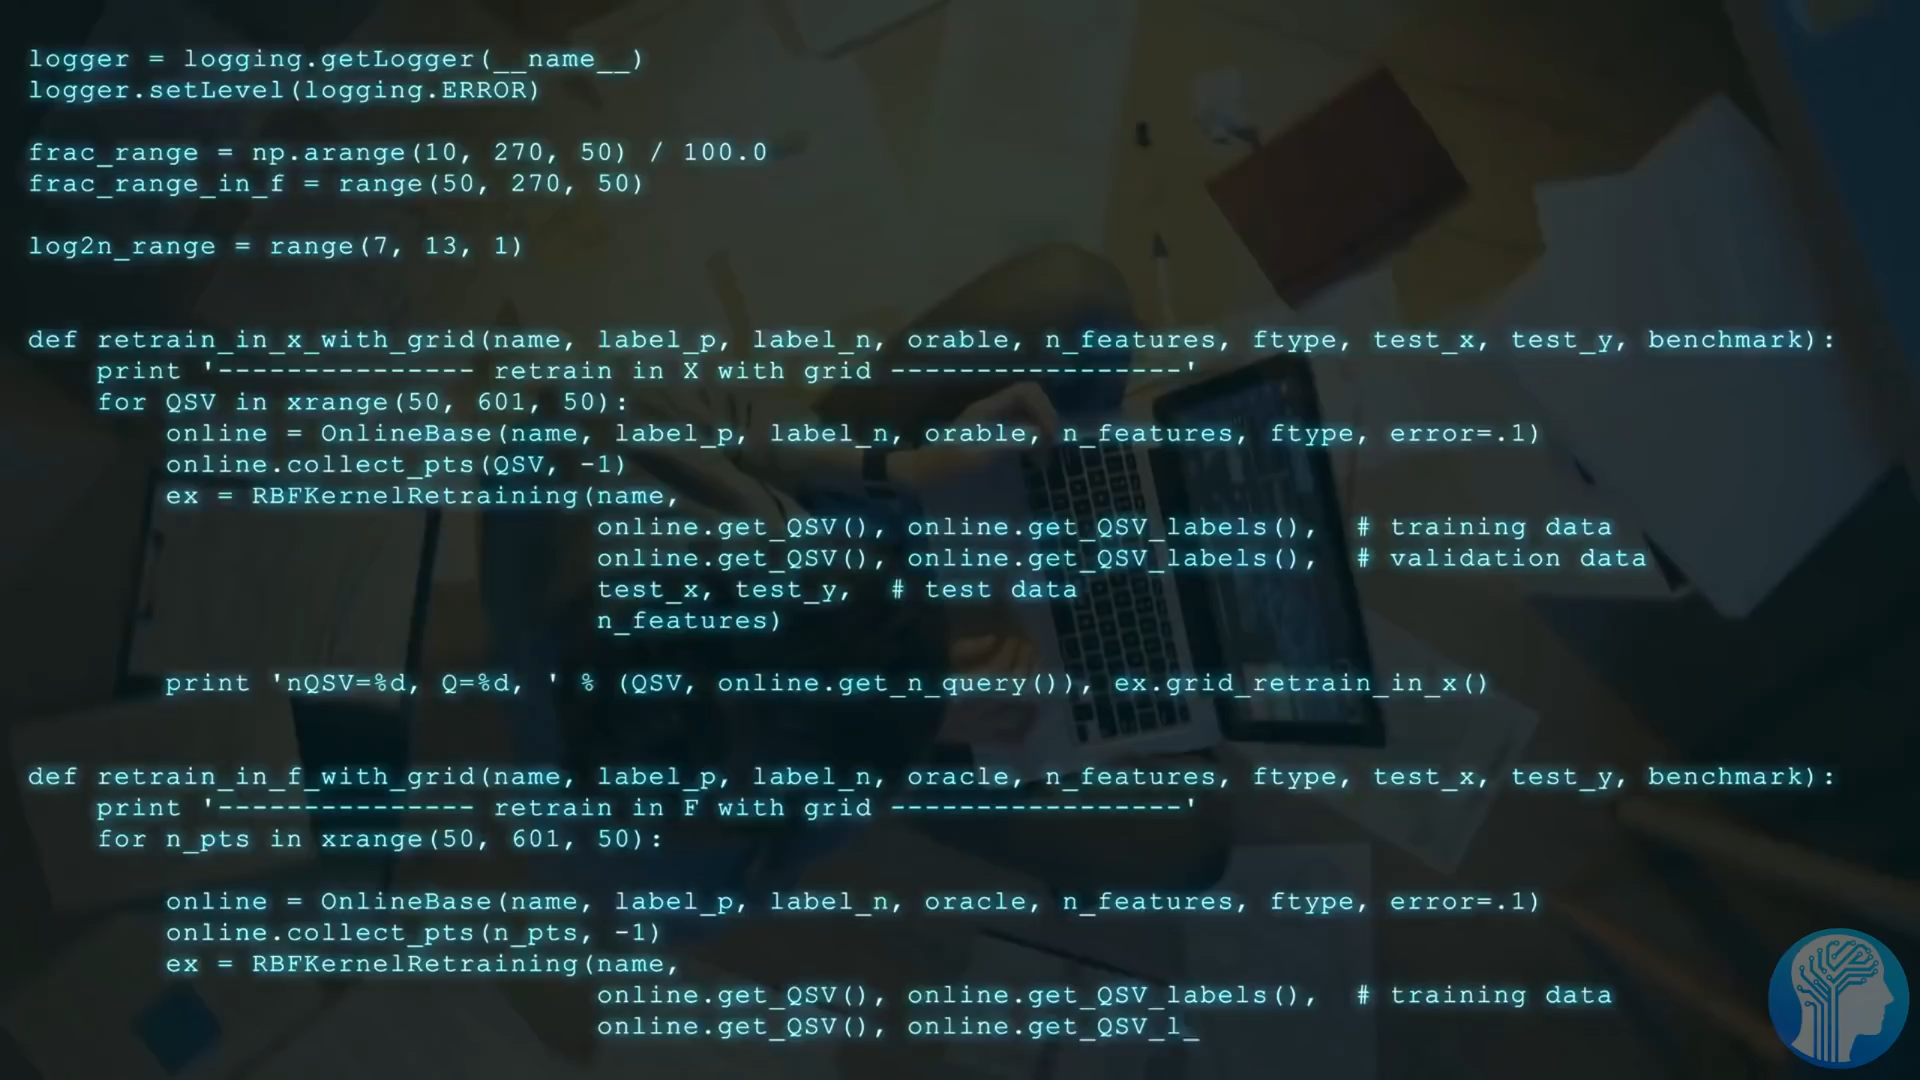 logger = logging.getLogger(__name__)
logger.setLevel(logging.ERROR)
frac_range = np.arange(10, 270, 50) / 100.0
frac_range_in_f = range(50, 270, 50)
log2n_range = range(7, 13, 1)
def retrain_in_x_with_grid(name, label_p, label_n, orable, n_features, ftype, test_x, test_y, benchmark):
    print '--------------- retrain in X with grid -----------------'
    for QSV in xrange(50, 601, 50):
        online = OnlineBase(name, label_p, label_n, orable, n_features, ftype, error=.1)
        online.collect_pts(QSV, -1)
        ex = RBFKernelRetraining(name,
                                 online.get_QSV(), online.get_QSV_labels(),  # training data
                                 online.get_QSV(), online.get_QSV_labels(),  # validation data
                                 test_x, test_y,  # test data
                                 n_features)
        print 'nQSV=%d, Q=%d, ' % (QSV, online.get_n_query()), ex.grid_retrain_in_x()
def retrain_in_f_with_grid(name, label_p, label_n, oracle, n_features, ftype, test_x, test_y, benchmark):
    print '--------------- retrain in F with grid -----------------'
    for n_pts in xrange(50, 601, 50):
        online = OnlineBase(name, label_p, label_n, oracle, n_features, ftype, error=.1)
        online.collect_pts(n_pts, -1)
        ex = RBFKernelRetraining(name,
                                 online.get_QSV(), online.get_QSV_labels(),  # training data
                                 online.get_QSV(), online.get_QSV_l_